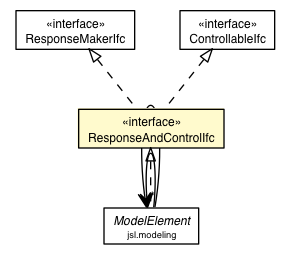 «interface»
ResponseMakerIfc
«interface»
ControllableIfc
«interface»
ResponseAndControlIfc
ModelElement
jsl.modeling